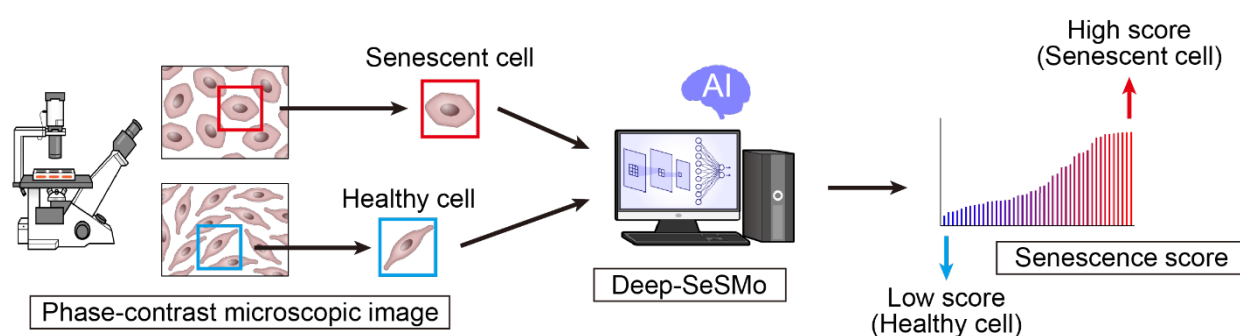 Senescent cell
Healthy cell
Phase-contrast microscopic image
AI
Deep-SeSMo
High score
(Senescent cell)
Senescence score
Low score
(Healthy cell)